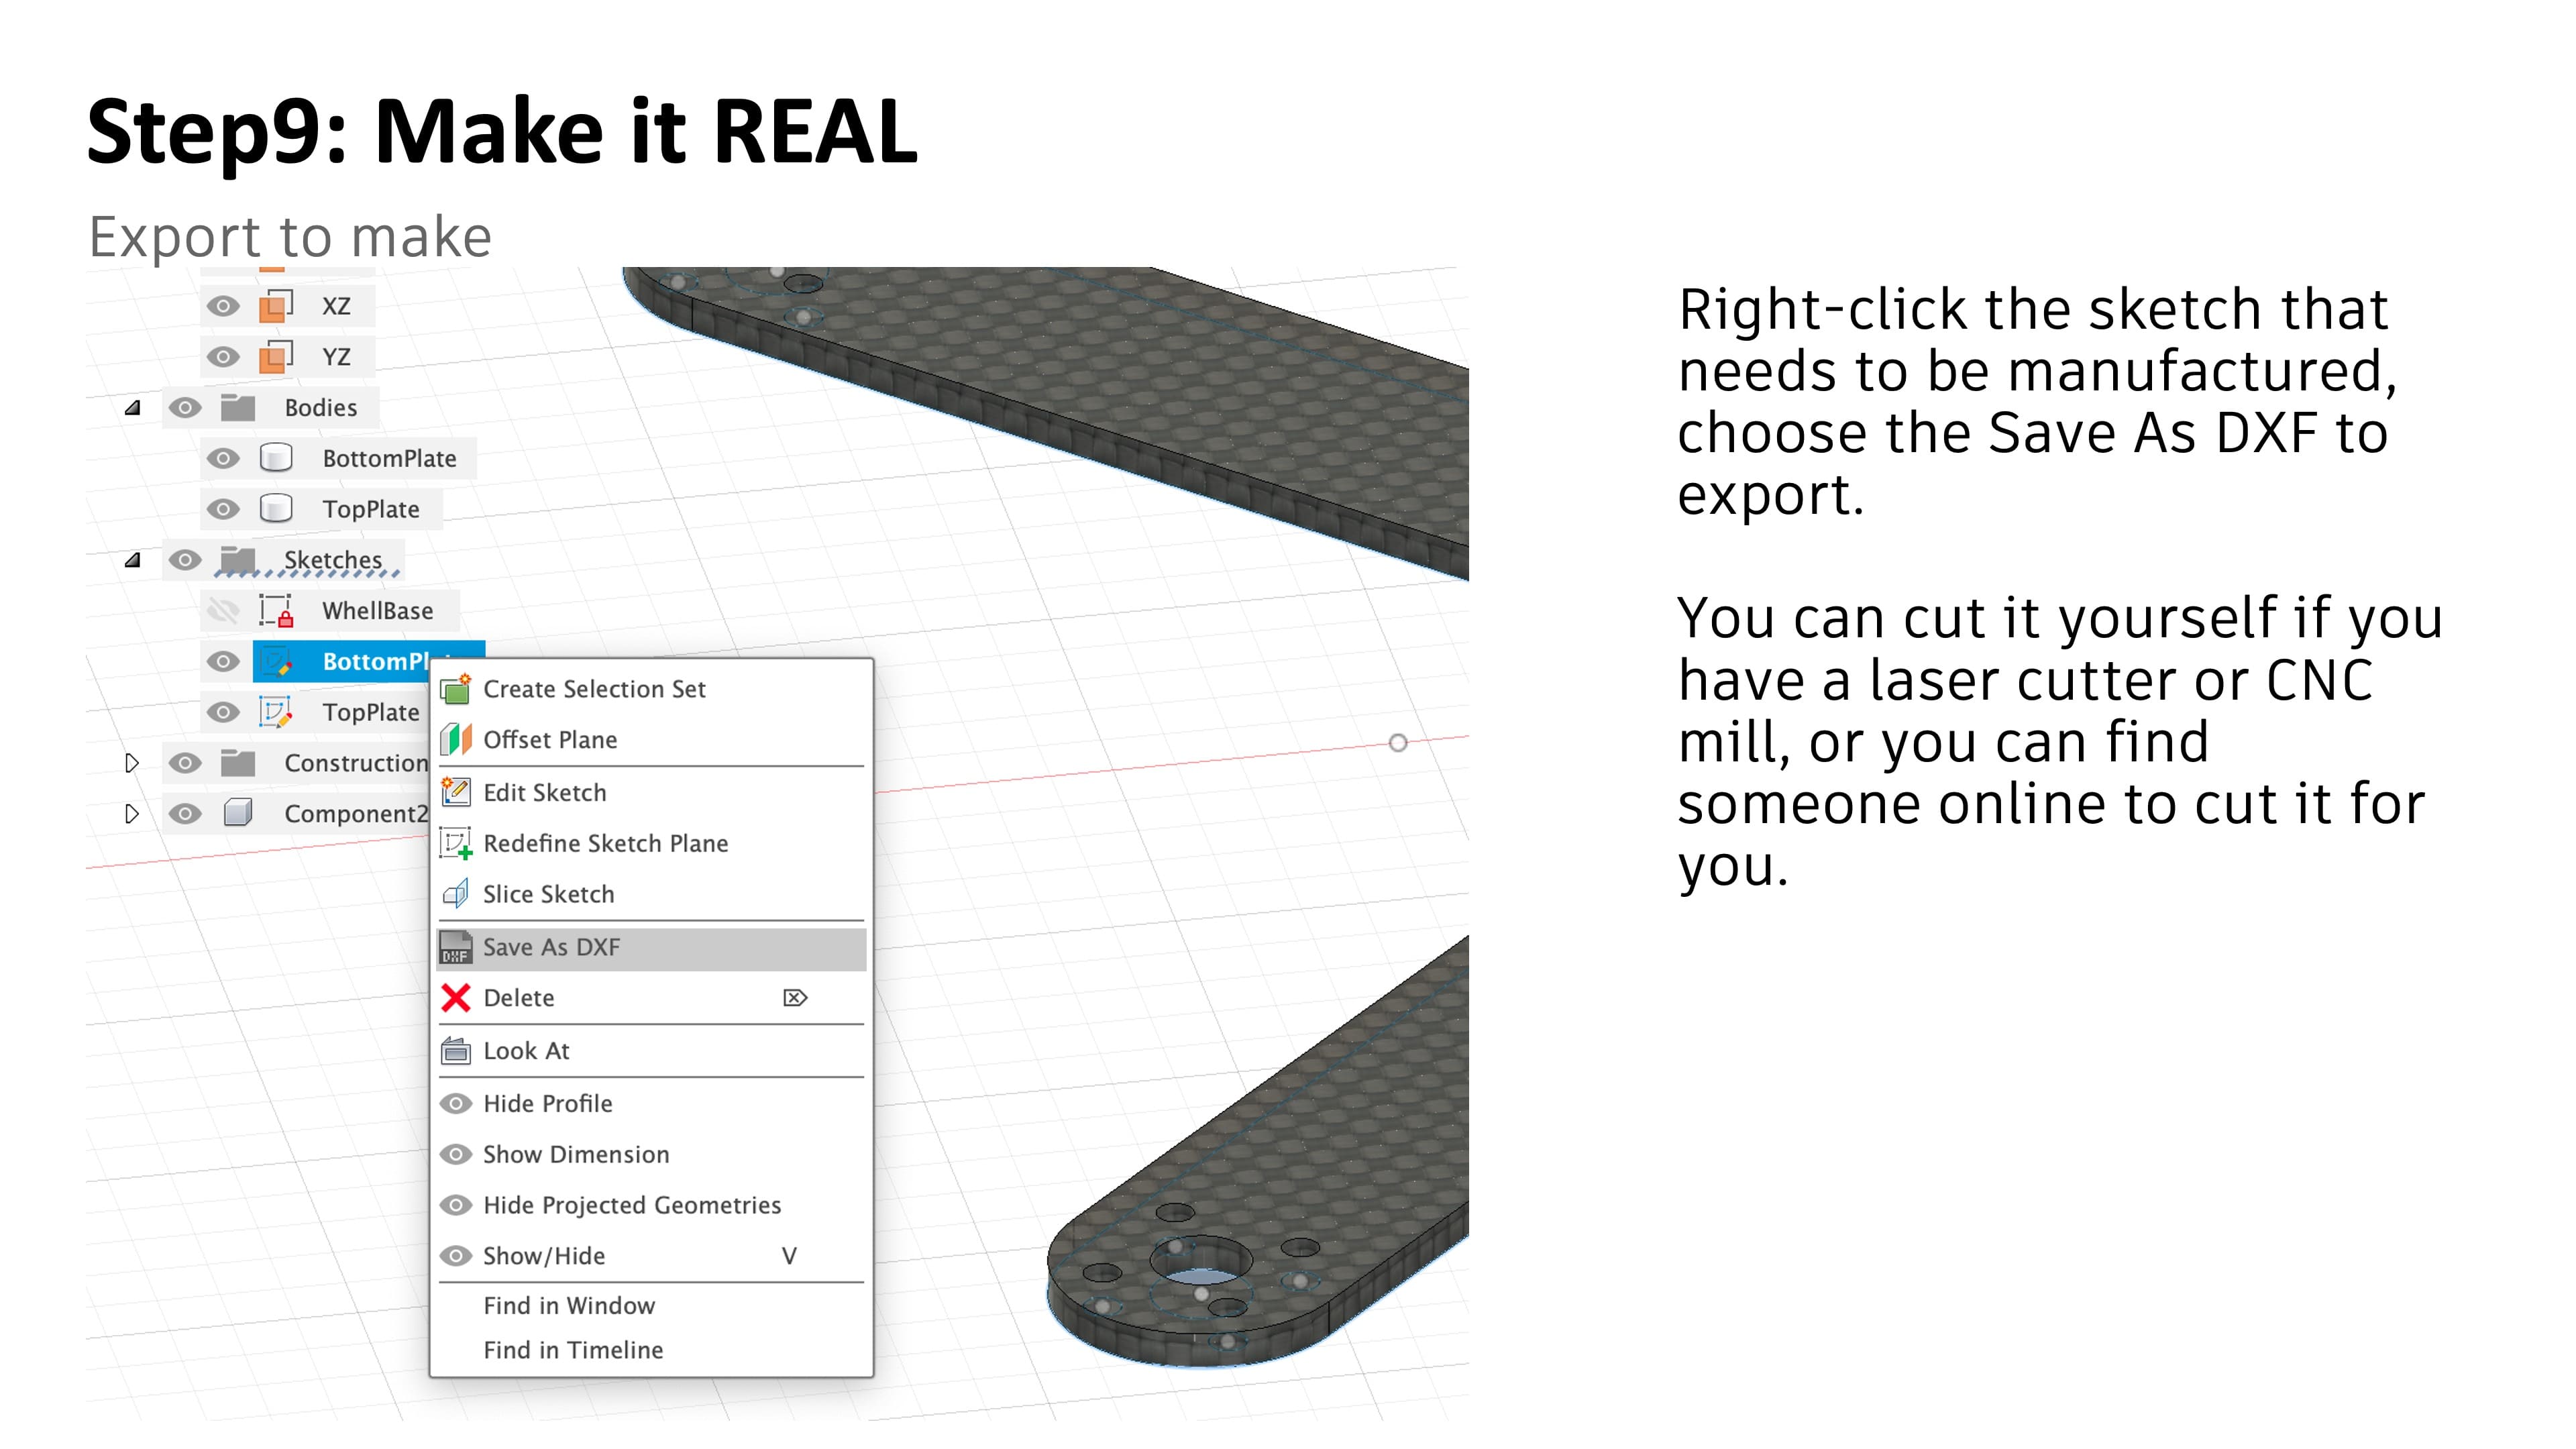 Step9: Make it REAL
Export to make
XZ
YZ
Bodies
BottomPlate
TopPlate
Sketches
WhellBase
BottomPl
TopPlate
Construction
Component2
Create Selection Set
Offset Plane
Edit Sketch
Redefine Sketch Plane
Slice Sketch
DXF Save As DXF
Delete
Look At
Hide Profile
Show Dimension
Hide Projected Geometries
Show/Hide V
Find in Window
Find in Timeline
Right-click the sketch that
needs to be manufactured,
choose the Save As DXF to
export.
You can cut it yourself if you
have a laser cutter or CNC
mill, or you can find
someone online to cut it for
you.